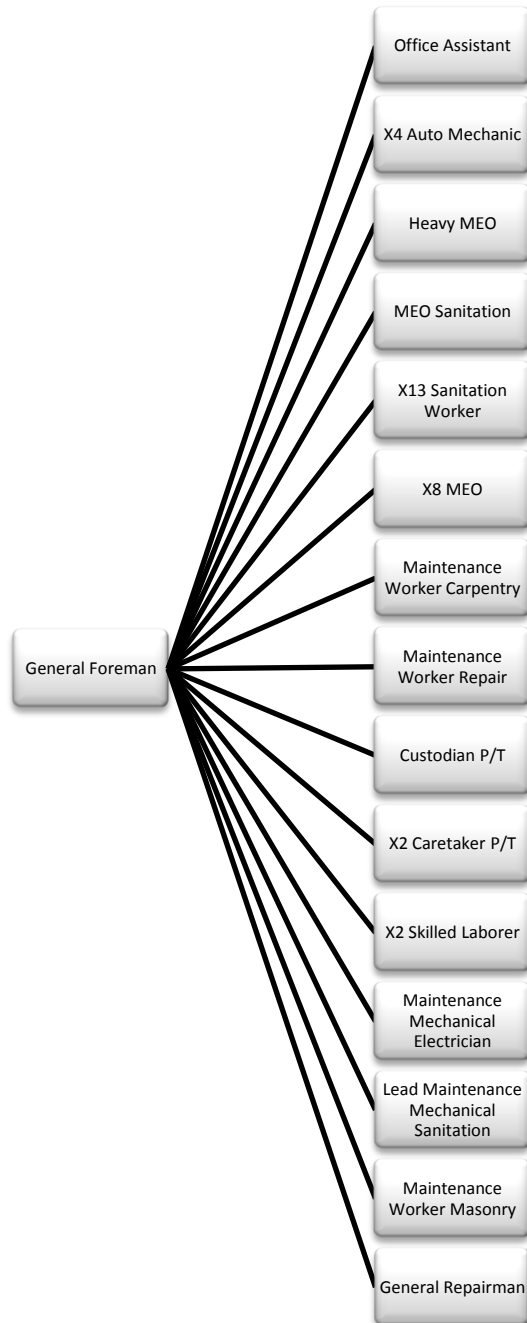 Office Assistant
X4 Auto Mechanic
Heavy MEO
MEO Sanitation
X13 Sanitation
Worker
X8 MEO
Maintenance
Worker Carpentry
General Foreman
Maintenance
Worker Repair
Custodian P/T
X2 Caretaker P/T
X2 Skilled Laborer
Maintenance
Mechanical
Electrician
Lead Maintenance
Mechanical
Sanitation
Maintenance
Worker Masonry
General Repairman